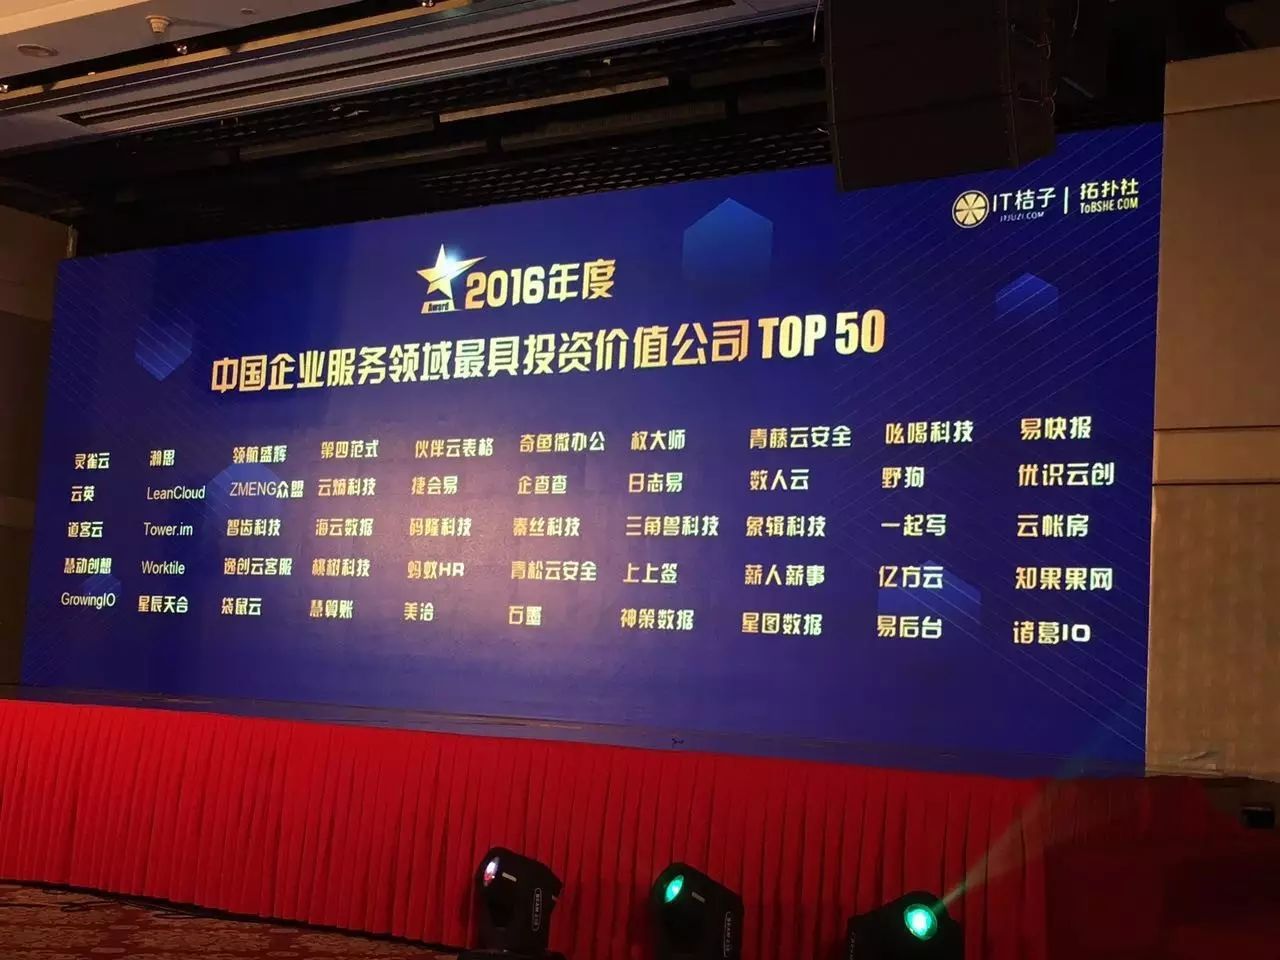 IT桔子 | 拓扑社
ITJUZI.COM ToBSHE.COM
Award 2016年度
中国企业服务领域最具投资价值公司TOP 50
灵雀云 瀚思 领航盛辉 第四范式 伙伴云表格 奇鱼微办公 权大师 青藤云安全 吆喝科技 易快报
云英 LeanCloud ZMENG众盟 云熵科技 捷会易 企查查 日志易 数人云 野狗 优识云创
道客云 Tower.im 智齿科技 海云数据 码隆科技 秦丝科技 三角兽科技 象辑科技 一起写 云帐房
慧动创想 Worktile 逸创云客服 桃树科技 蚂蚁HR 青松云安全 上上签 薪人薪事 亿方云 知果果网
GrowingIO 星辰天合 袋鼠云 慧算账 美洽 石墨 神策数据 星图数据 易后台 诸葛IO